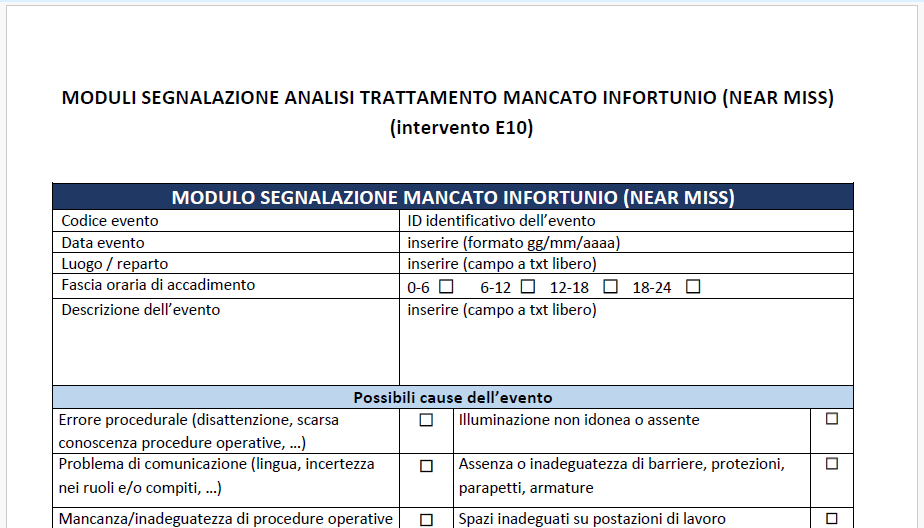 MODULI SEGNALAZIONE ANALISI TRATTAMENTO MANCATO INFORTUNIO (NEAR MISS)
(intervento E10)
MODULO SEGNALAZIONE MANCATO INFORTUNIO (NEAR MISS)
Codice evento ID identificativo dell'evento
Data evento inserire (formato gg/mm/aaaa)
Luogo / reparto inserire (campo a txt libero)
Fascia oraria di accadimento 0-6 ☐ 6-12 ☐ 12-18 ☐ 18-24 ☐
Descrizione dell'evento inserire (campo a txt libero)
Possibili cause dell'evento
Errore procedurale (disattenzione, scarsa
conoscenza procedure operative, …) ☐
Illuminazione non idonea o assente ☐
Problema di comunicazione (lingua, incertezza
nei ruoli e/o compiti, …) ☐
Assenza o inadeguatezza di barriere, protezioni,
parapetti, armature ☐
Mancanza/inadeguatezza di procedure operative ☐
Spazi inadeguati su postazioni di lavoro ☐